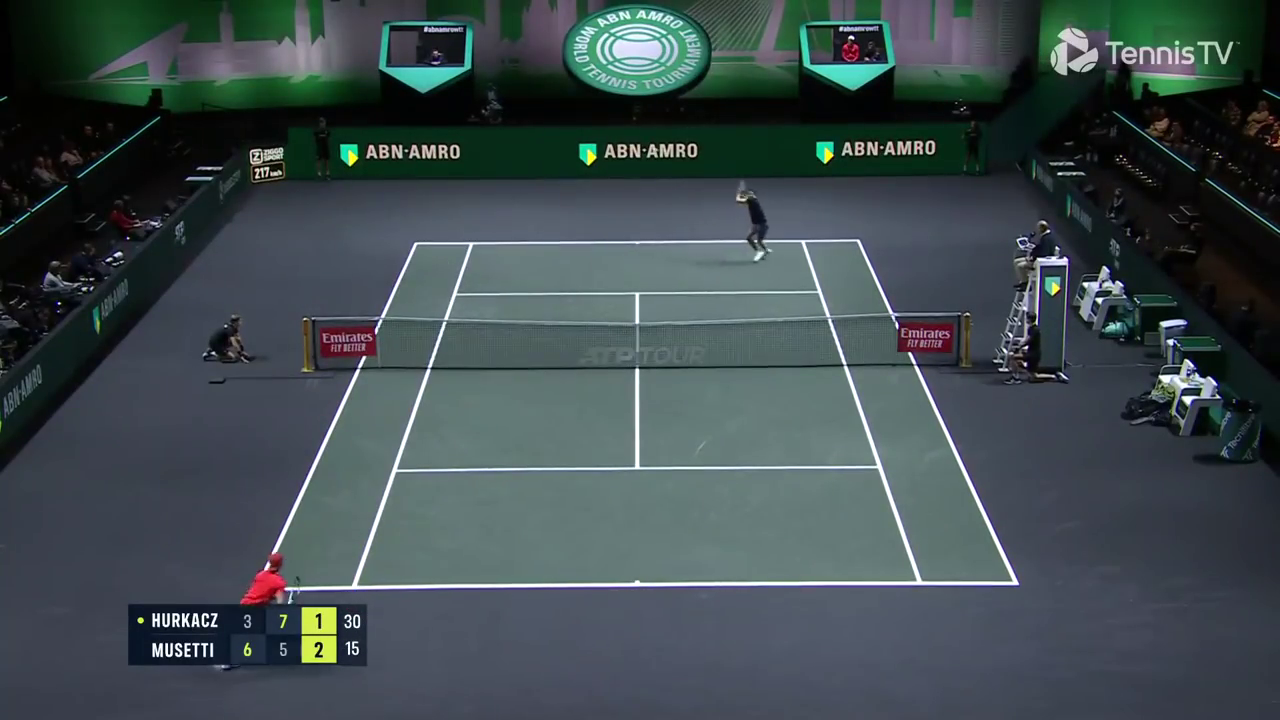 #abnamrowtt
WORLD ABN AMRO TENNIS TOURNAMENT
#abnamrowtt
TennisTV
ABN·AMRO
ABN·AMRO
ABN·AMRO
ZIGGO SPORT
217 km/h
ABN·AMRO
ABN·AMRO
Emirates
FLY BETTER
ATP TOUR
Emirates
FLY BETTER
HURKACZ 3 7 1 30
MUSETTI 6 5 2 15